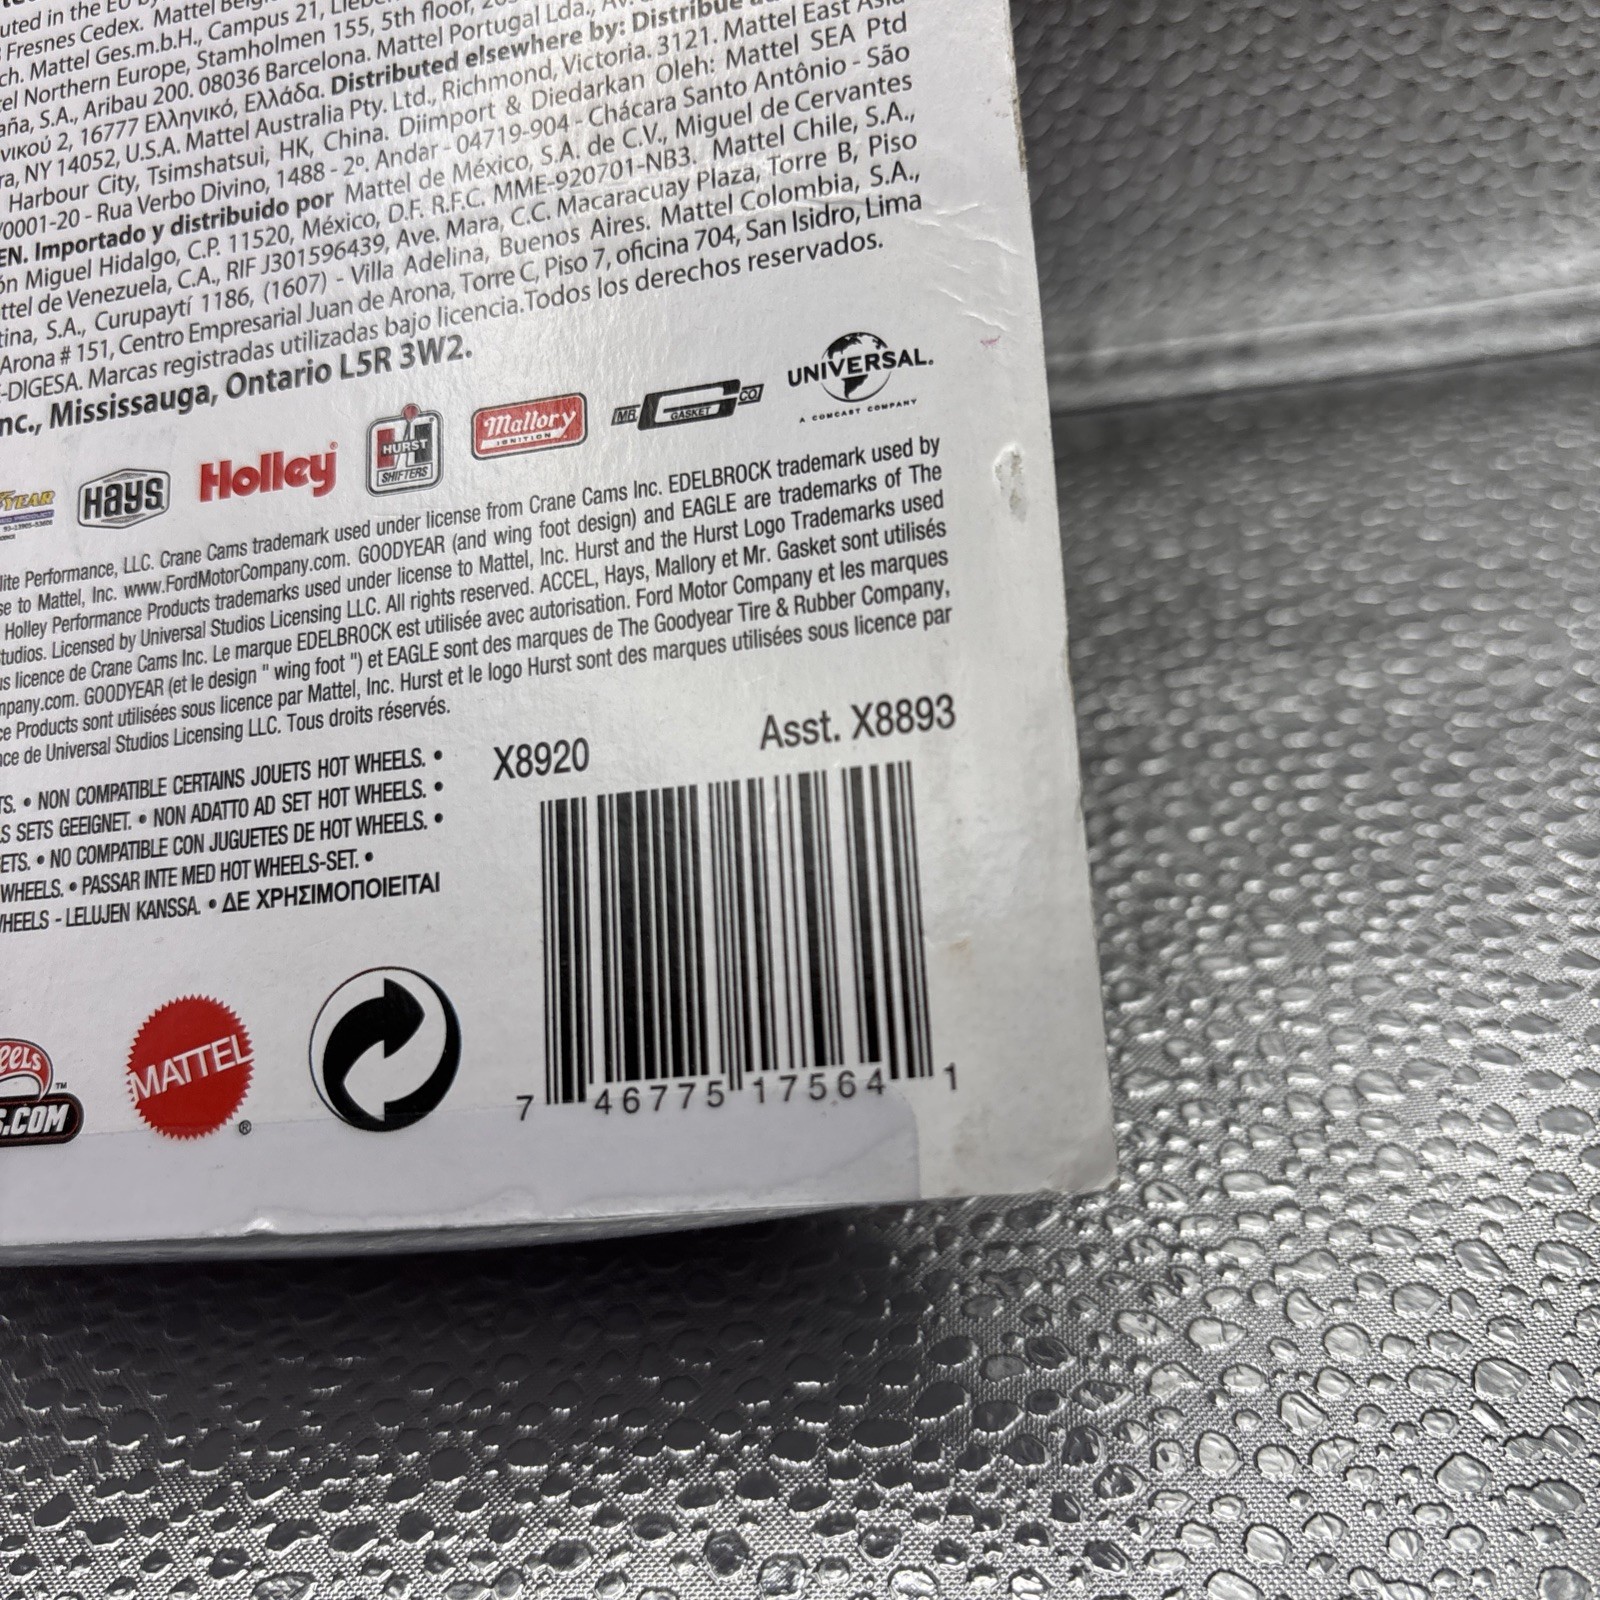 uted in the EU
Fresnes Cedex. Mattel
ch. Mattel Ges.m.b.H., Campus 21,
el Northern Europe, Stamholmen 155, 5th floor,
aña, S.A., Aribau 200. 08036 Barcelona. Mattel Portugal Lda.,
νικού 2, 16777 Ελληνικό, Ελλάδα. Distributed elsewhere by:
ra, NY 14052, U.S.A. Mattel Australia Pty. Ltd., Richmond, Victoria. 3121. Mattel East
Harbour City, Tsimshatsui, HK, China. Diimport & Diedarkan Oleh: Mattel SEA Ptd
/0001-20 - Rua Verbo Divino, 1488 - 2º. Andar - 04719-904 - Chácara Santo Antônio - São
EN. Importado y distribuido por Mattel de México, S.A. de C.V., Miguel de Cervantes
ón Miguel Hidalgo, C.P. 11520, México, D.F. R.F.C. MME-920701-NB3. Mattel Chile, S.A.,
ttel de Venezuela, C.A., RIF J301596439, Ave. Mara, C.C. Macaracuay Plaza, Torre B, Piso
tina, S.A., Curupaytí 1186, (1607) - Villa Adelina, Buenos Aires. Mattel Colombia, S.A.,
Arona # 151, Centro Empresarial Juan de Arona, Torre C, Piso 7, oficina 704, San Isidro, Lima
-DIGESA. Marcas registradas utilizadas bajo licencia. Todos los derechos reservados.
nc., Mississauga, Ontario L5R 3W2.
YEAR
HAYS
Holley
HURST
SHIFTERS
Mallory
IGNITION
MR.
GASKET
CO
UNIVERSAL.
A COMCAST COMPANY
lite Performance, LLC. Crane Cams trademark used under license from Crane Cams Inc. EDELBROCK trademark used by
se to Mattel, Inc. www.FordMotorCompany.com. GOODYEAR (and wing foot design) and EAGLE are trademarks of The
Holley Performance Products trademarks used under license to Mattel, Inc. Hurst and the Hurst Logo Trademarks used
tudios. Licensed by Universal Studios Licensing LLC. All rights reserved. ACCEL, Hays, Mallory et Mr. Gasket sont utilisés
us licence de Crane Cams Inc. Le marque EDELBROCK est utilisée avec autorisation. Ford Motor Company et les marques
npany.com. GOODYEAR (et le design " wing foot ") et EAGLE sont des marques de The Goodyear Tire & Rubber Company,
ce Products sont utilisées sous licence par Mattel, Inc. Hurst et le logo Hurst sont des marques utilisées sous licence par
nce de Universal Studios Licensing LLC. Tous droits réservés.
TS. • NON COMPATIBLE CERTAINS JOUETS HOT WHEELS. •
LS SETS GEEIGNET. • NON ADATTO AD SET HOT WHEELS. •
ETS. • NO COMPATIBLE CON JUGUETES DE HOT WHEELS. •
WHEELS. • PASSAR INTE MED HOT WHEELS-SET. •
HEELS - LELUJEN KANSSA. • ΔΕ ΧΡΗΣΙΜΟΠΟΙΕΙΤΑΙ
X8920
Asst. X8893
eels
™
S.COM
MATTEL
®
7 46775 17564 1